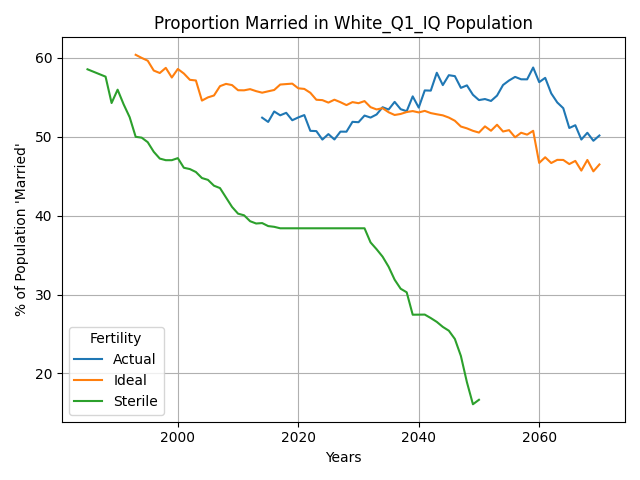 Proportion Married in White_Q1_IQ Population
% of Population 'Married'
60
50
40
30
20
Fertility
Actual
Ideal
Sterile
2000 2020 2040 2060
Years